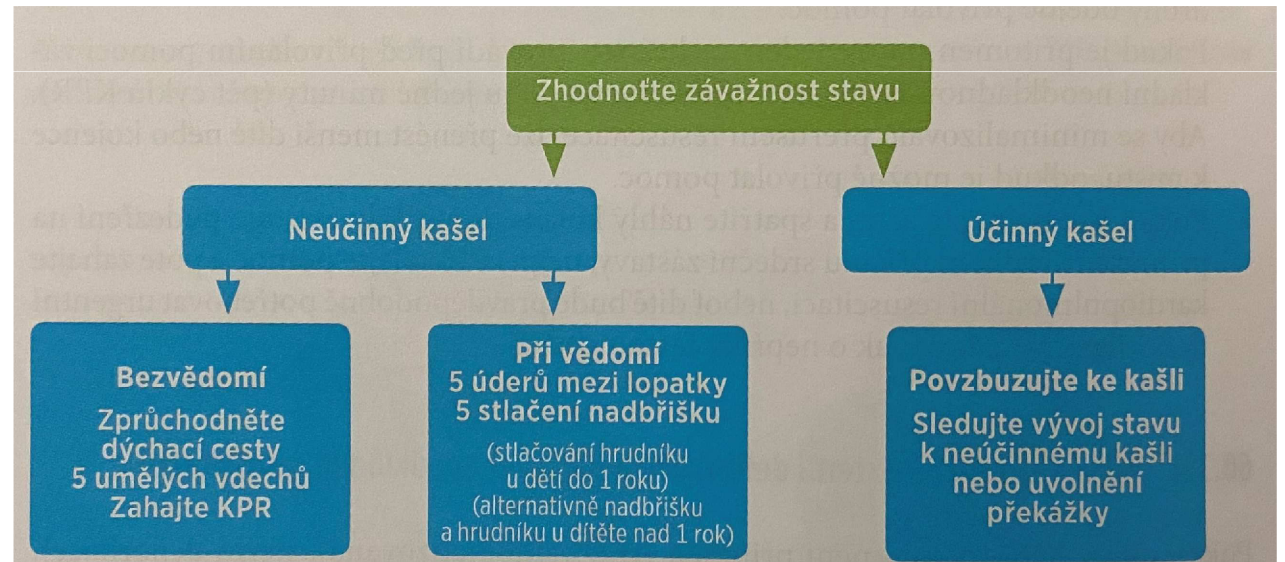 Zhodnoťte závažnost stavu
Neúčinný kašel
Účinný kašel
Bezvědomí
Zprůchodněte
dýchací cesty
5 umělých vdechů
Zahajte KPR
Při vědomí
5 úderů mezi lopatky
5 stlačení nadbřišku
(stlačování hrudníku
u dětí do 1 roku)
(alternativně nadbřišku
a hrudníku u dítěte nad 1 rok)
Povzbuzujte ke kašli
Sledujte vývoj stavu
k neúčinnému kašli
nebo uvolnění
překážky